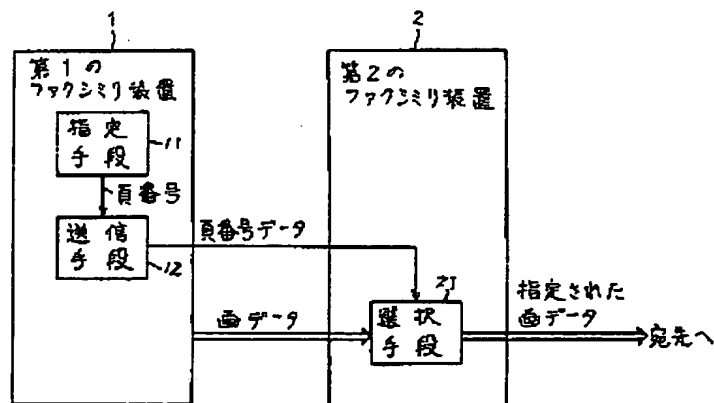 1
第1の
ファクシミリ装置
指定
手段
11
頁番号
送信
手段
12
頁番号データ
画データ
2
第2の
ファクシミリ装置
21
選択
手段
指定された
画データ
宛先へ